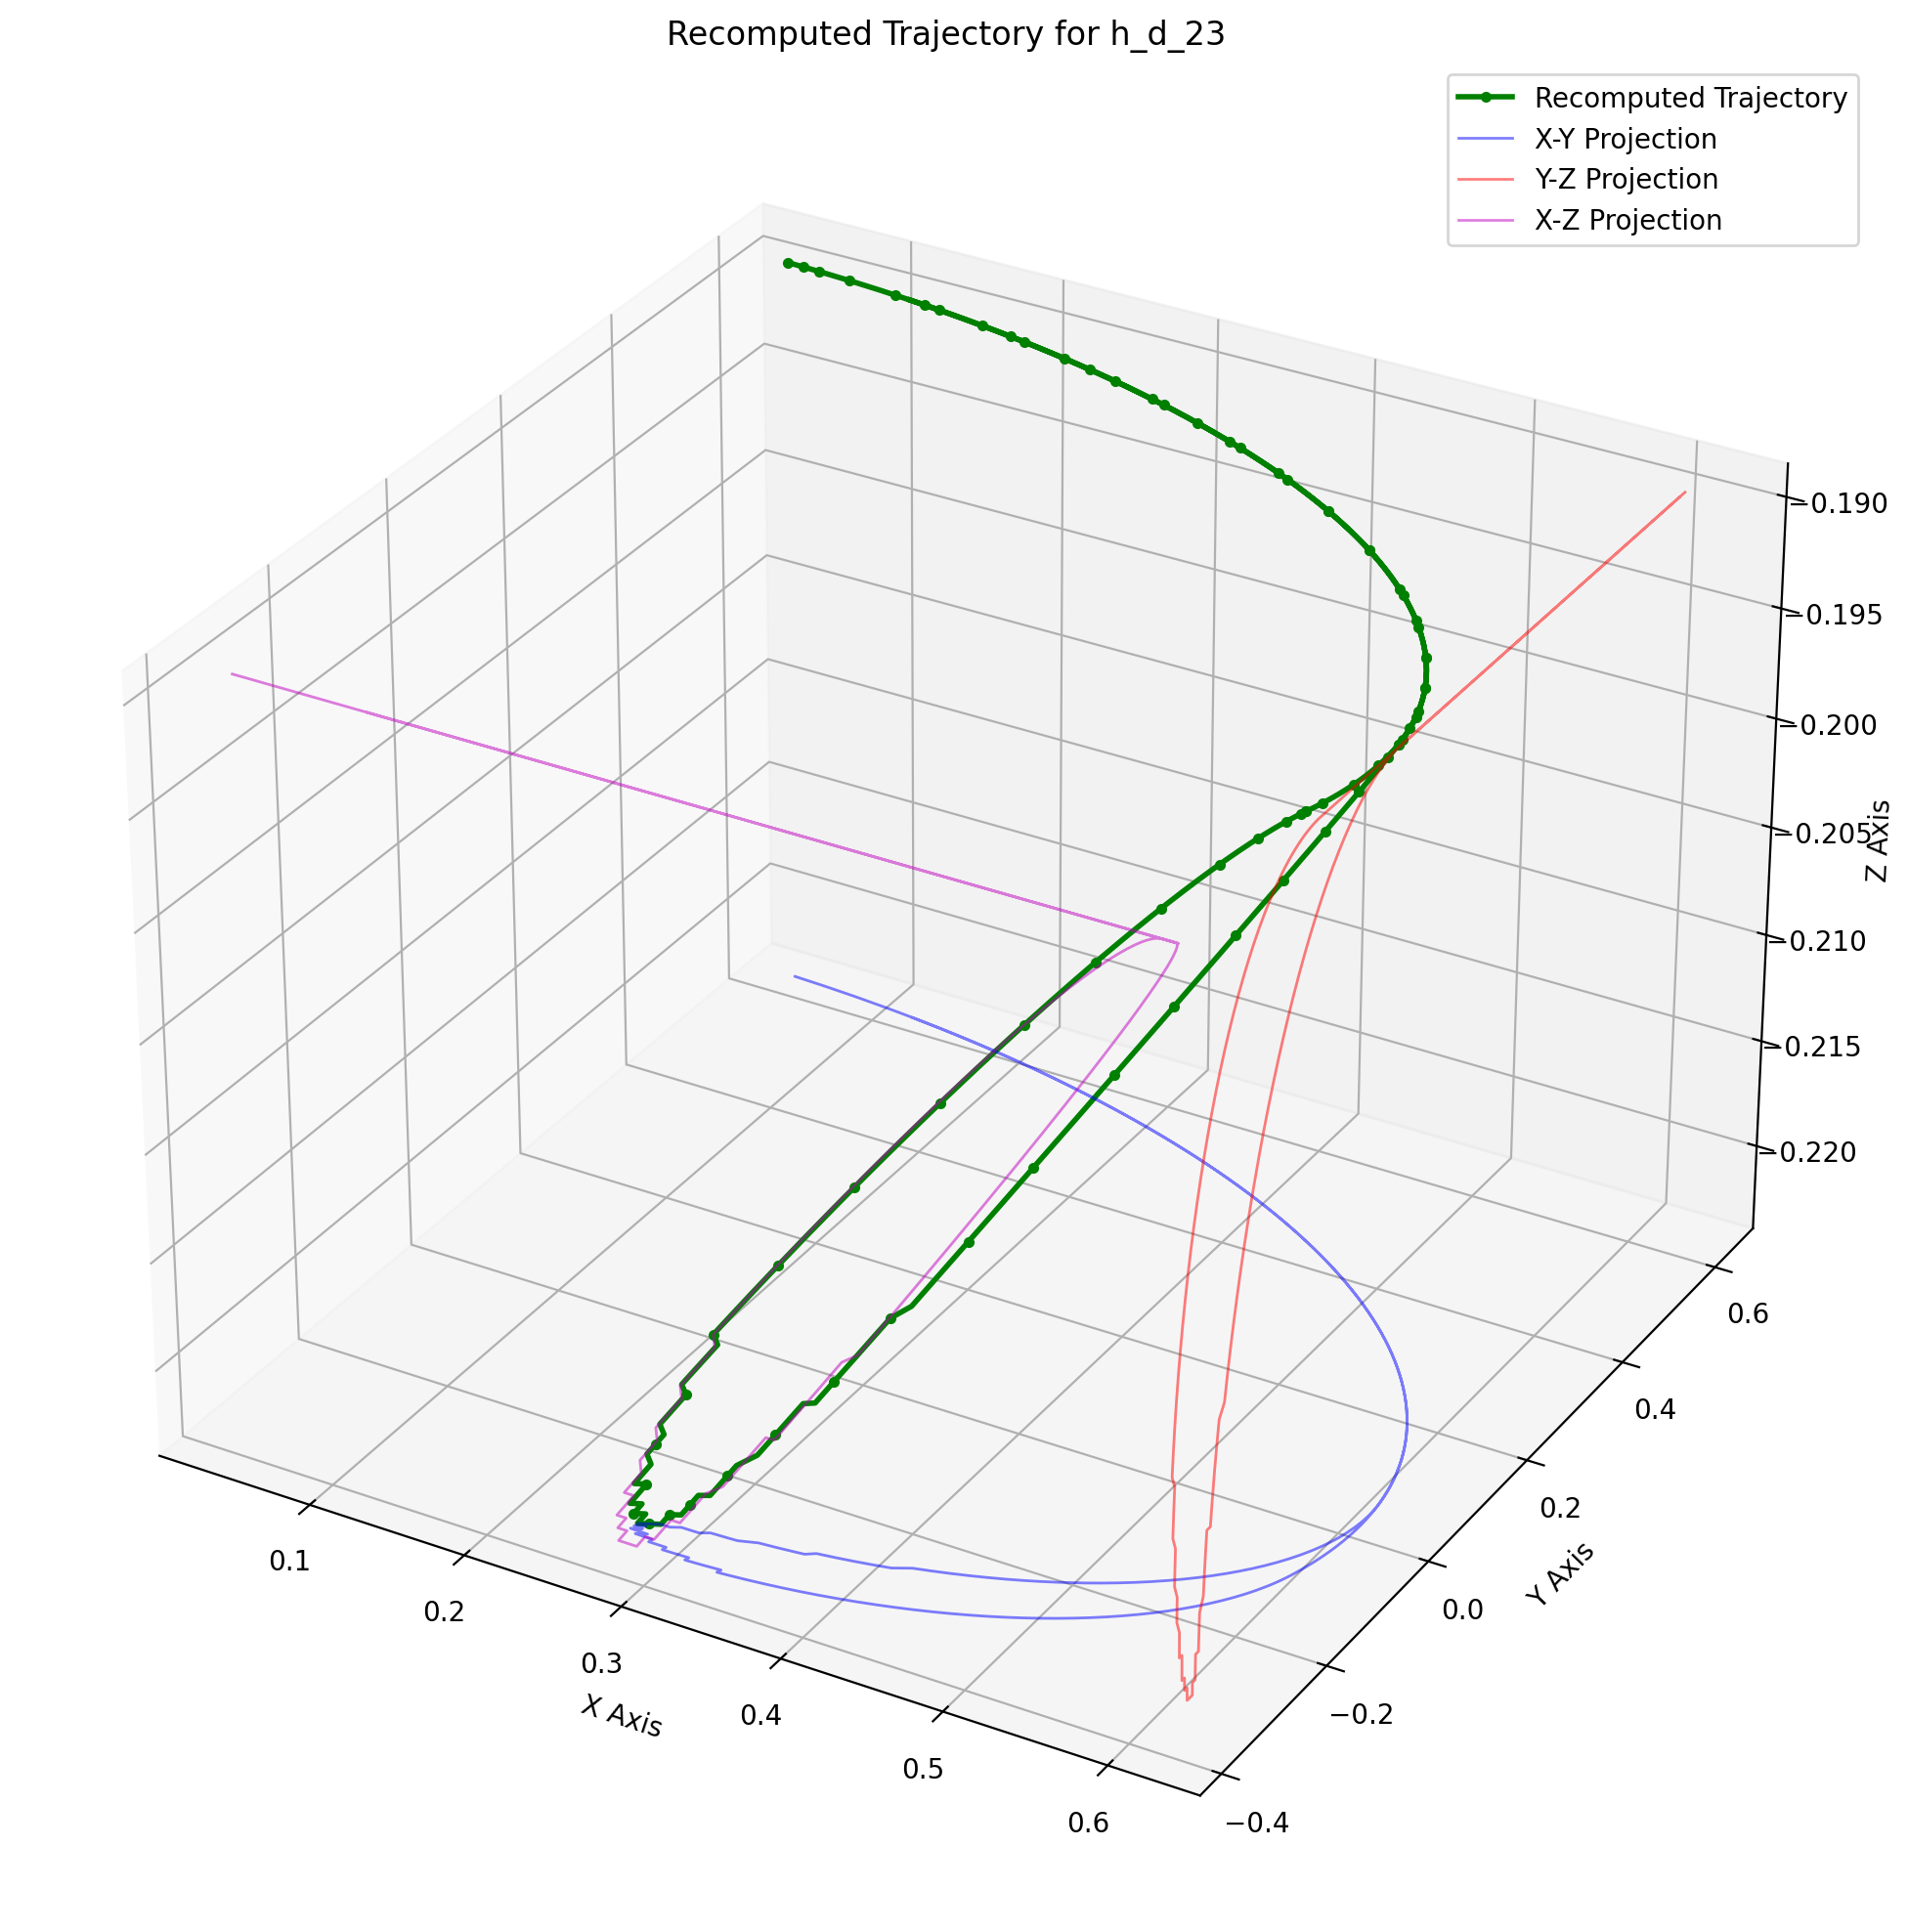 Recomputed Trajectory for h_d_23
Recomputed Trajectory
X-Y Projection
Y-Z Projection
X-Z Projection
−0.190
−0.195
−0.200
−0.205
−0.210
−0.215
−0.220
Z Axis
0.6
0.4
0.2
0.0
−0.2
−0.4
Y Axis
0.1
0.2
0.3
0.4
0.5
0.6
X Axis